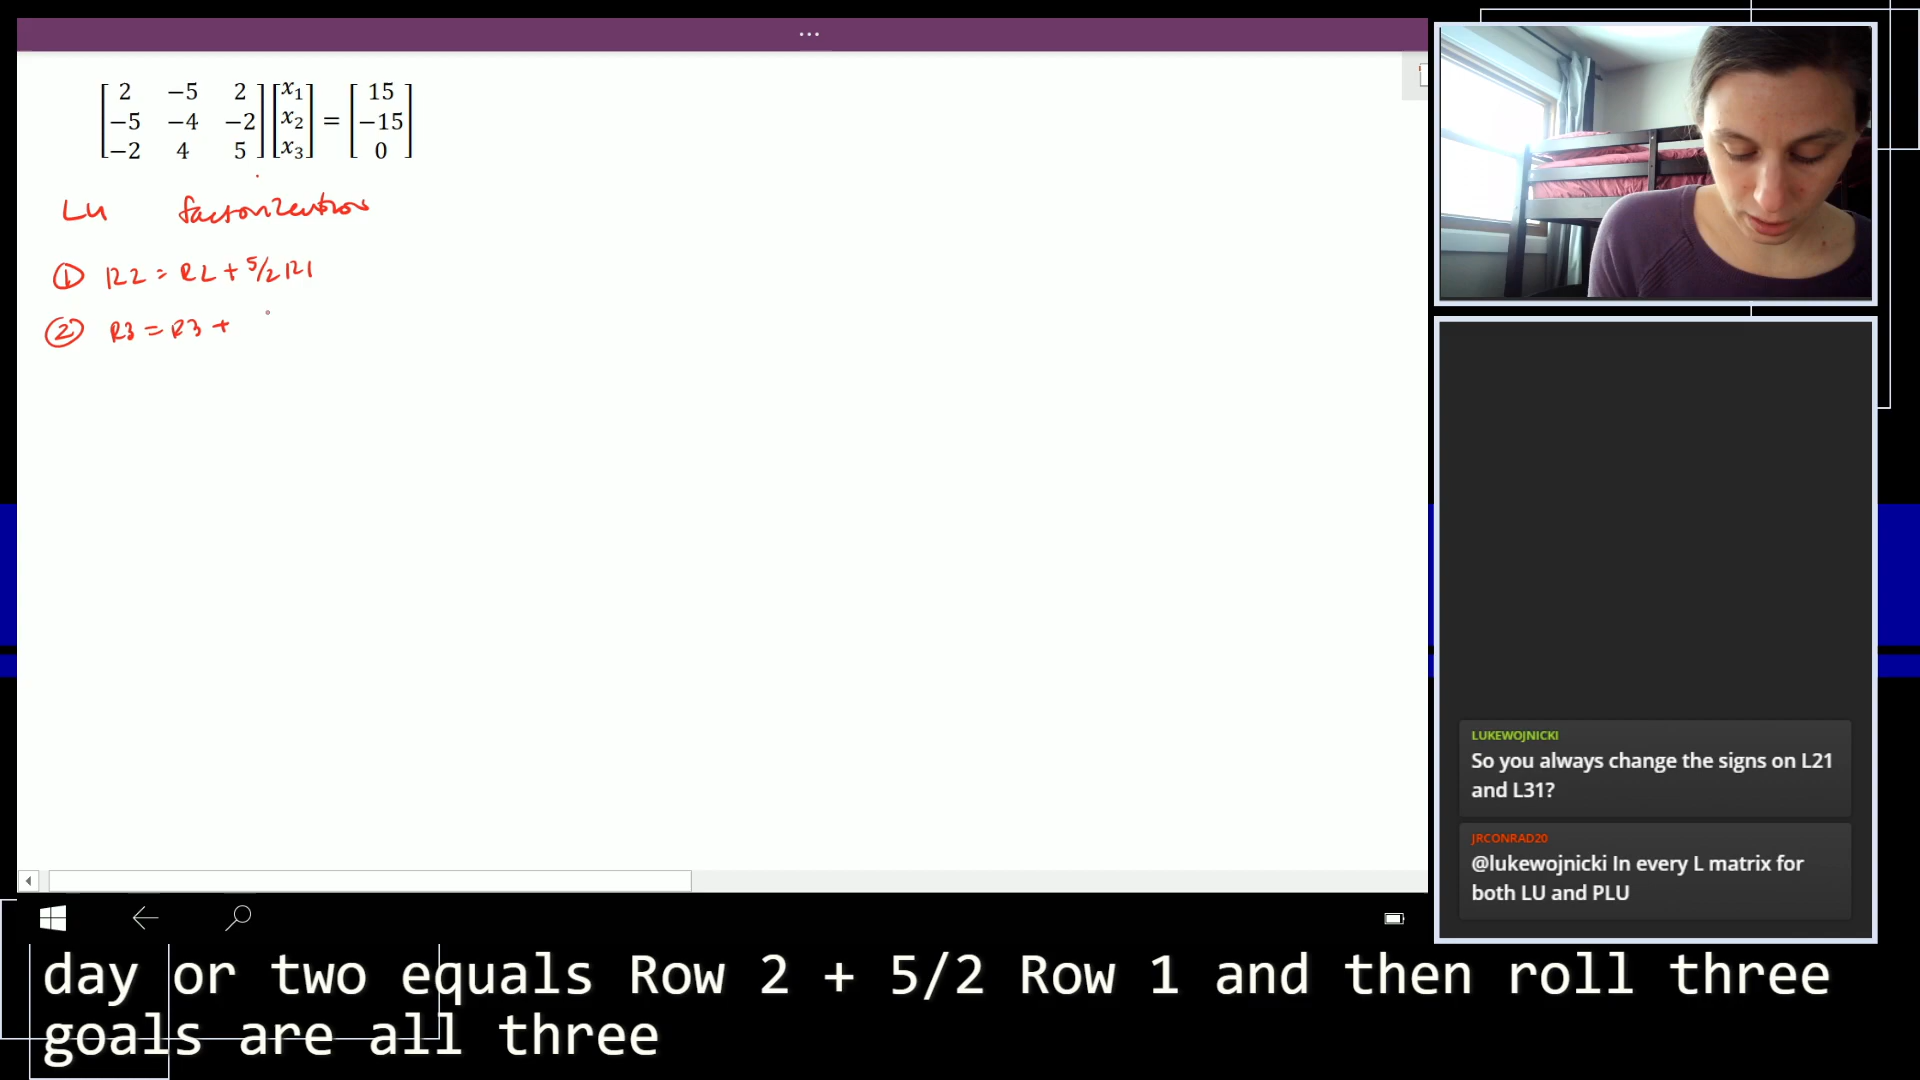 ...
[2 −5 2; −5 −4 −2; −2 4 5] [x₁; x₂; x₃] = [15; −15; 0]
LU factorization
① R2 = R2 + 5/2 R1
② R3 = R3 +
LUKEWOJNICKI
So you always change the signs on L21
and L31?
JRCONRAD20
@lukewojnicki In every L matrix for
both LU and PLU
day or two equals Row 2 + 5/2 Row 1 and then roll three
goals are all three